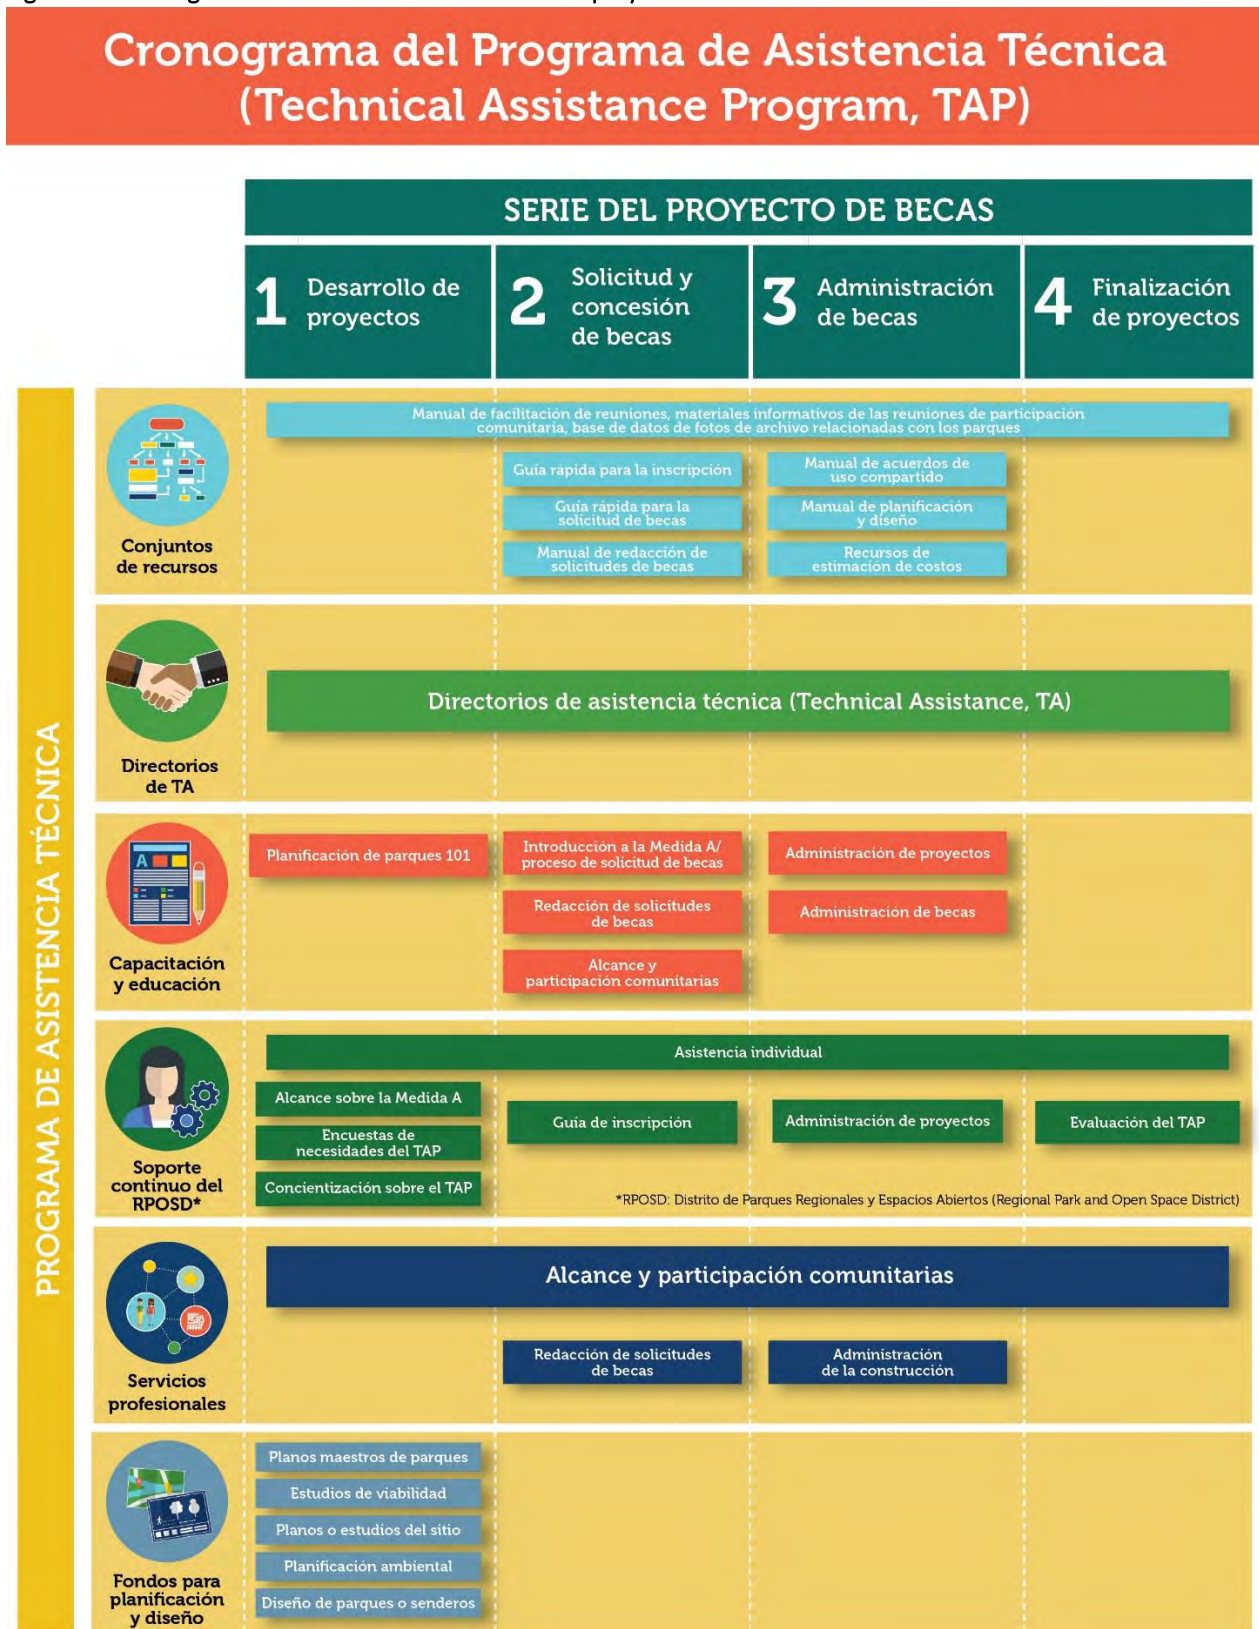 Cronograma del Programa de Asistencia Técnica
(Technical Assistance Program, TAP)
SERIE DEL PROYECTO DE BECAS
1 Desarrollo de
proyectos
2 Solicitud y
concesión
de becas
3 Administración
de becas
4 Finalización
de proyectos
PROGRAMA DE ASISTENCIA TÉCNICA
Conjuntos
de recursos
Manual de facilitación de reuniones, materiales informativos de las reuniones de participación
comunitaria, base de datos de fotos de archivo relacionadas con los parques
Guía rápida para la inscripción
Guía rápida para la
solicitud de becas
Manual de redacción de
solicitudes de becas
Manual de acuerdos de
uso compartido
Manual de planificación
y diseño
Recursos de
estimación de costos
Directorios
de TA
Directorios de asistencia técnica (Technical Assistance, TA)
A
Capacitación
y educación
Planificación de parques 101
Introducción a la Medida A/
proceso de solicitud de becas
Redacción de solicitudes
de becas
Alcance y
participación comunitarias
Administración de proyectos
Administración de becas
Soporte
continuo del
RPOSD*
Asistencia individual
Alcance sobre la Medida A
Encuestas de
necesidades del TAP
Concientización sobre el TAP
Guía de inscripción
Administración de proyectos
Evaluación del TAP
*RPOSD: Distrito de Parques Regionales y Espacios Abiertos (Regional Park and Open Space District)
Servicios
profesionales
Alcance y participación comunitarias
Redacción de solicitudes
de becas
Administración
de la construcción
Fondos para
planificación
y diseño
Planos maestros de parques
Estudios de viabilidad
Planos o estudios del sitio
Planificación ambiental
Diseño de parques o senderos